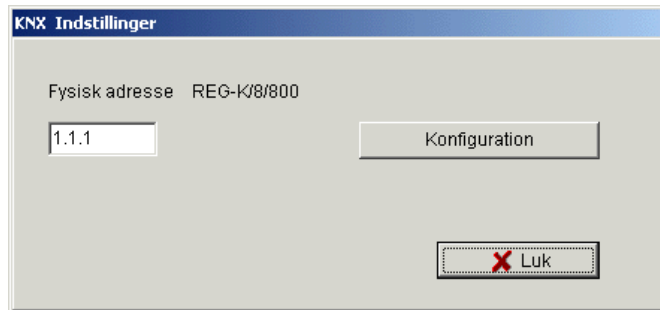 KNX Indstillinger
Fysisk adresse REG-K/8/800
1.1.1
Konfiguration
Luk